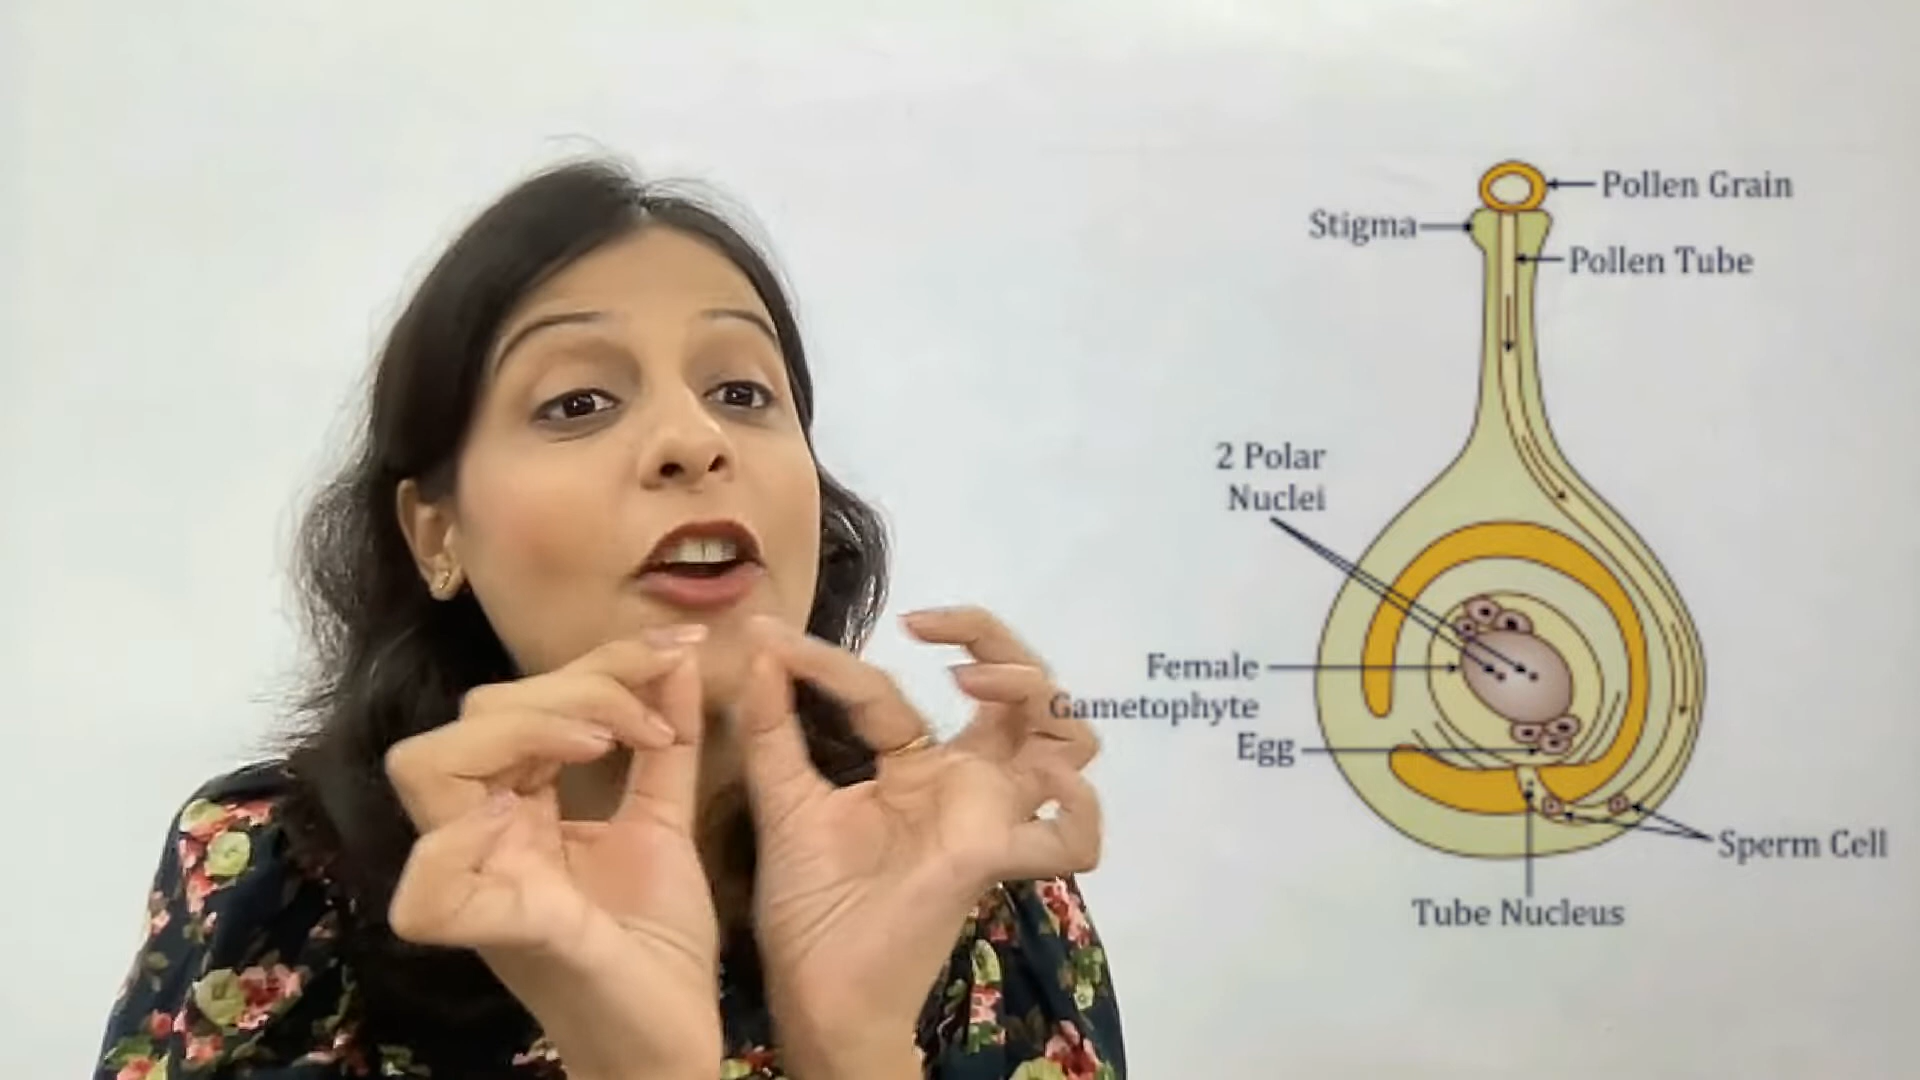 Pollen Grain
Stigma
Pollen Tube
2 Polar
Nuclei
Female
Gametophyte
Egg
Sperm Cell
Tube Nucleus